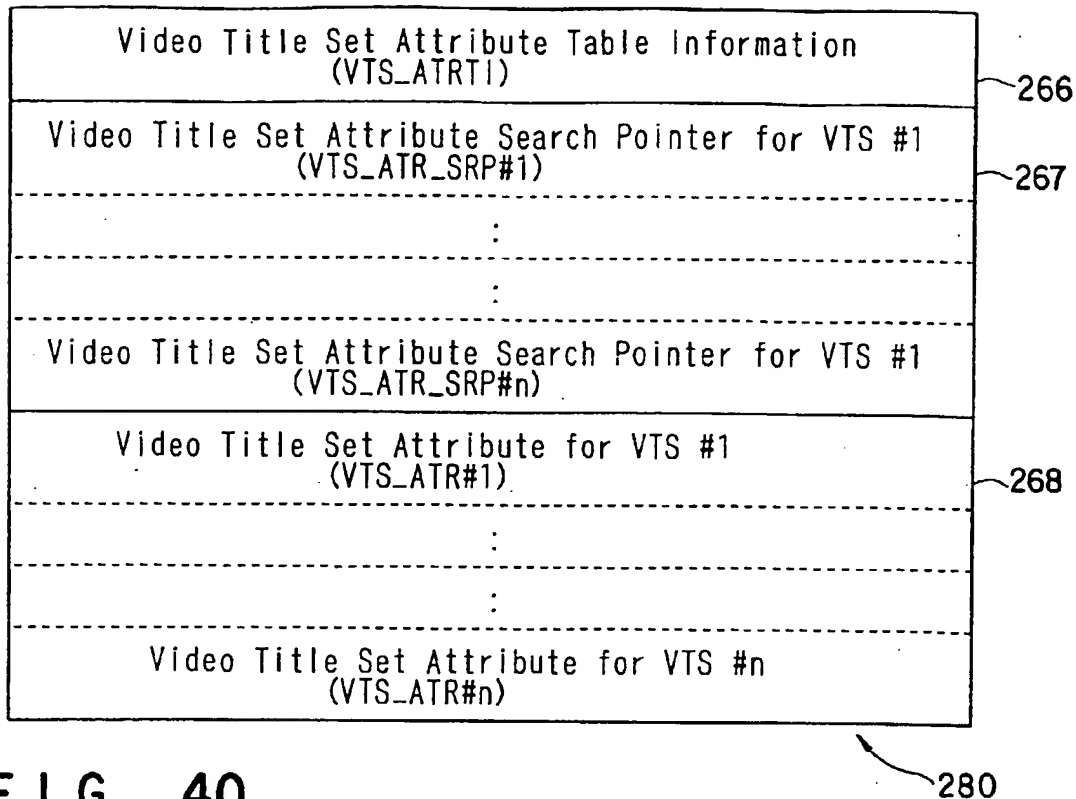 Video Title Set Attribute Table Information
(VTS_ATRTI)
266
Video Title Set Attribute Search Pointer for VTS #1
(VTS_ATR_SRP#1)
267
:
:
Video Title Set Attribute Search Pointer for VTS #1
(VTS_ATR_SRP#n)
Video Title Set Attribute for VTS #1
(VTS_ATR#1)
268
:
:
Video Title Set Attribute for VTS #n
(VTS_ATR#n)
280
FIG. 40